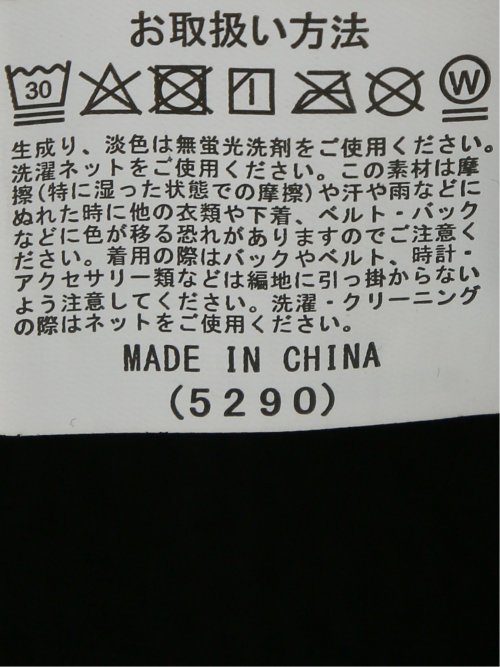 お取扱い方法
30 W
生成り、淡色は無蛍光洗剤をご使用ください。
洗濯ネットをご使用ください。この素材は摩
擦(特に湿った状態での摩擦)や汗や雨などに
ぬれた時に他の衣類や下着、ベルト・バック
などに色が移る恐れがありますのでご注意く
ださい。着用の際はバックやベルト、時計・
アクセサリー類などは編地に引っ掛からない
よう注意してください。洗濯・クリーニング
の際はネットをご使用ください。
MADE IN CHINA
(5290)